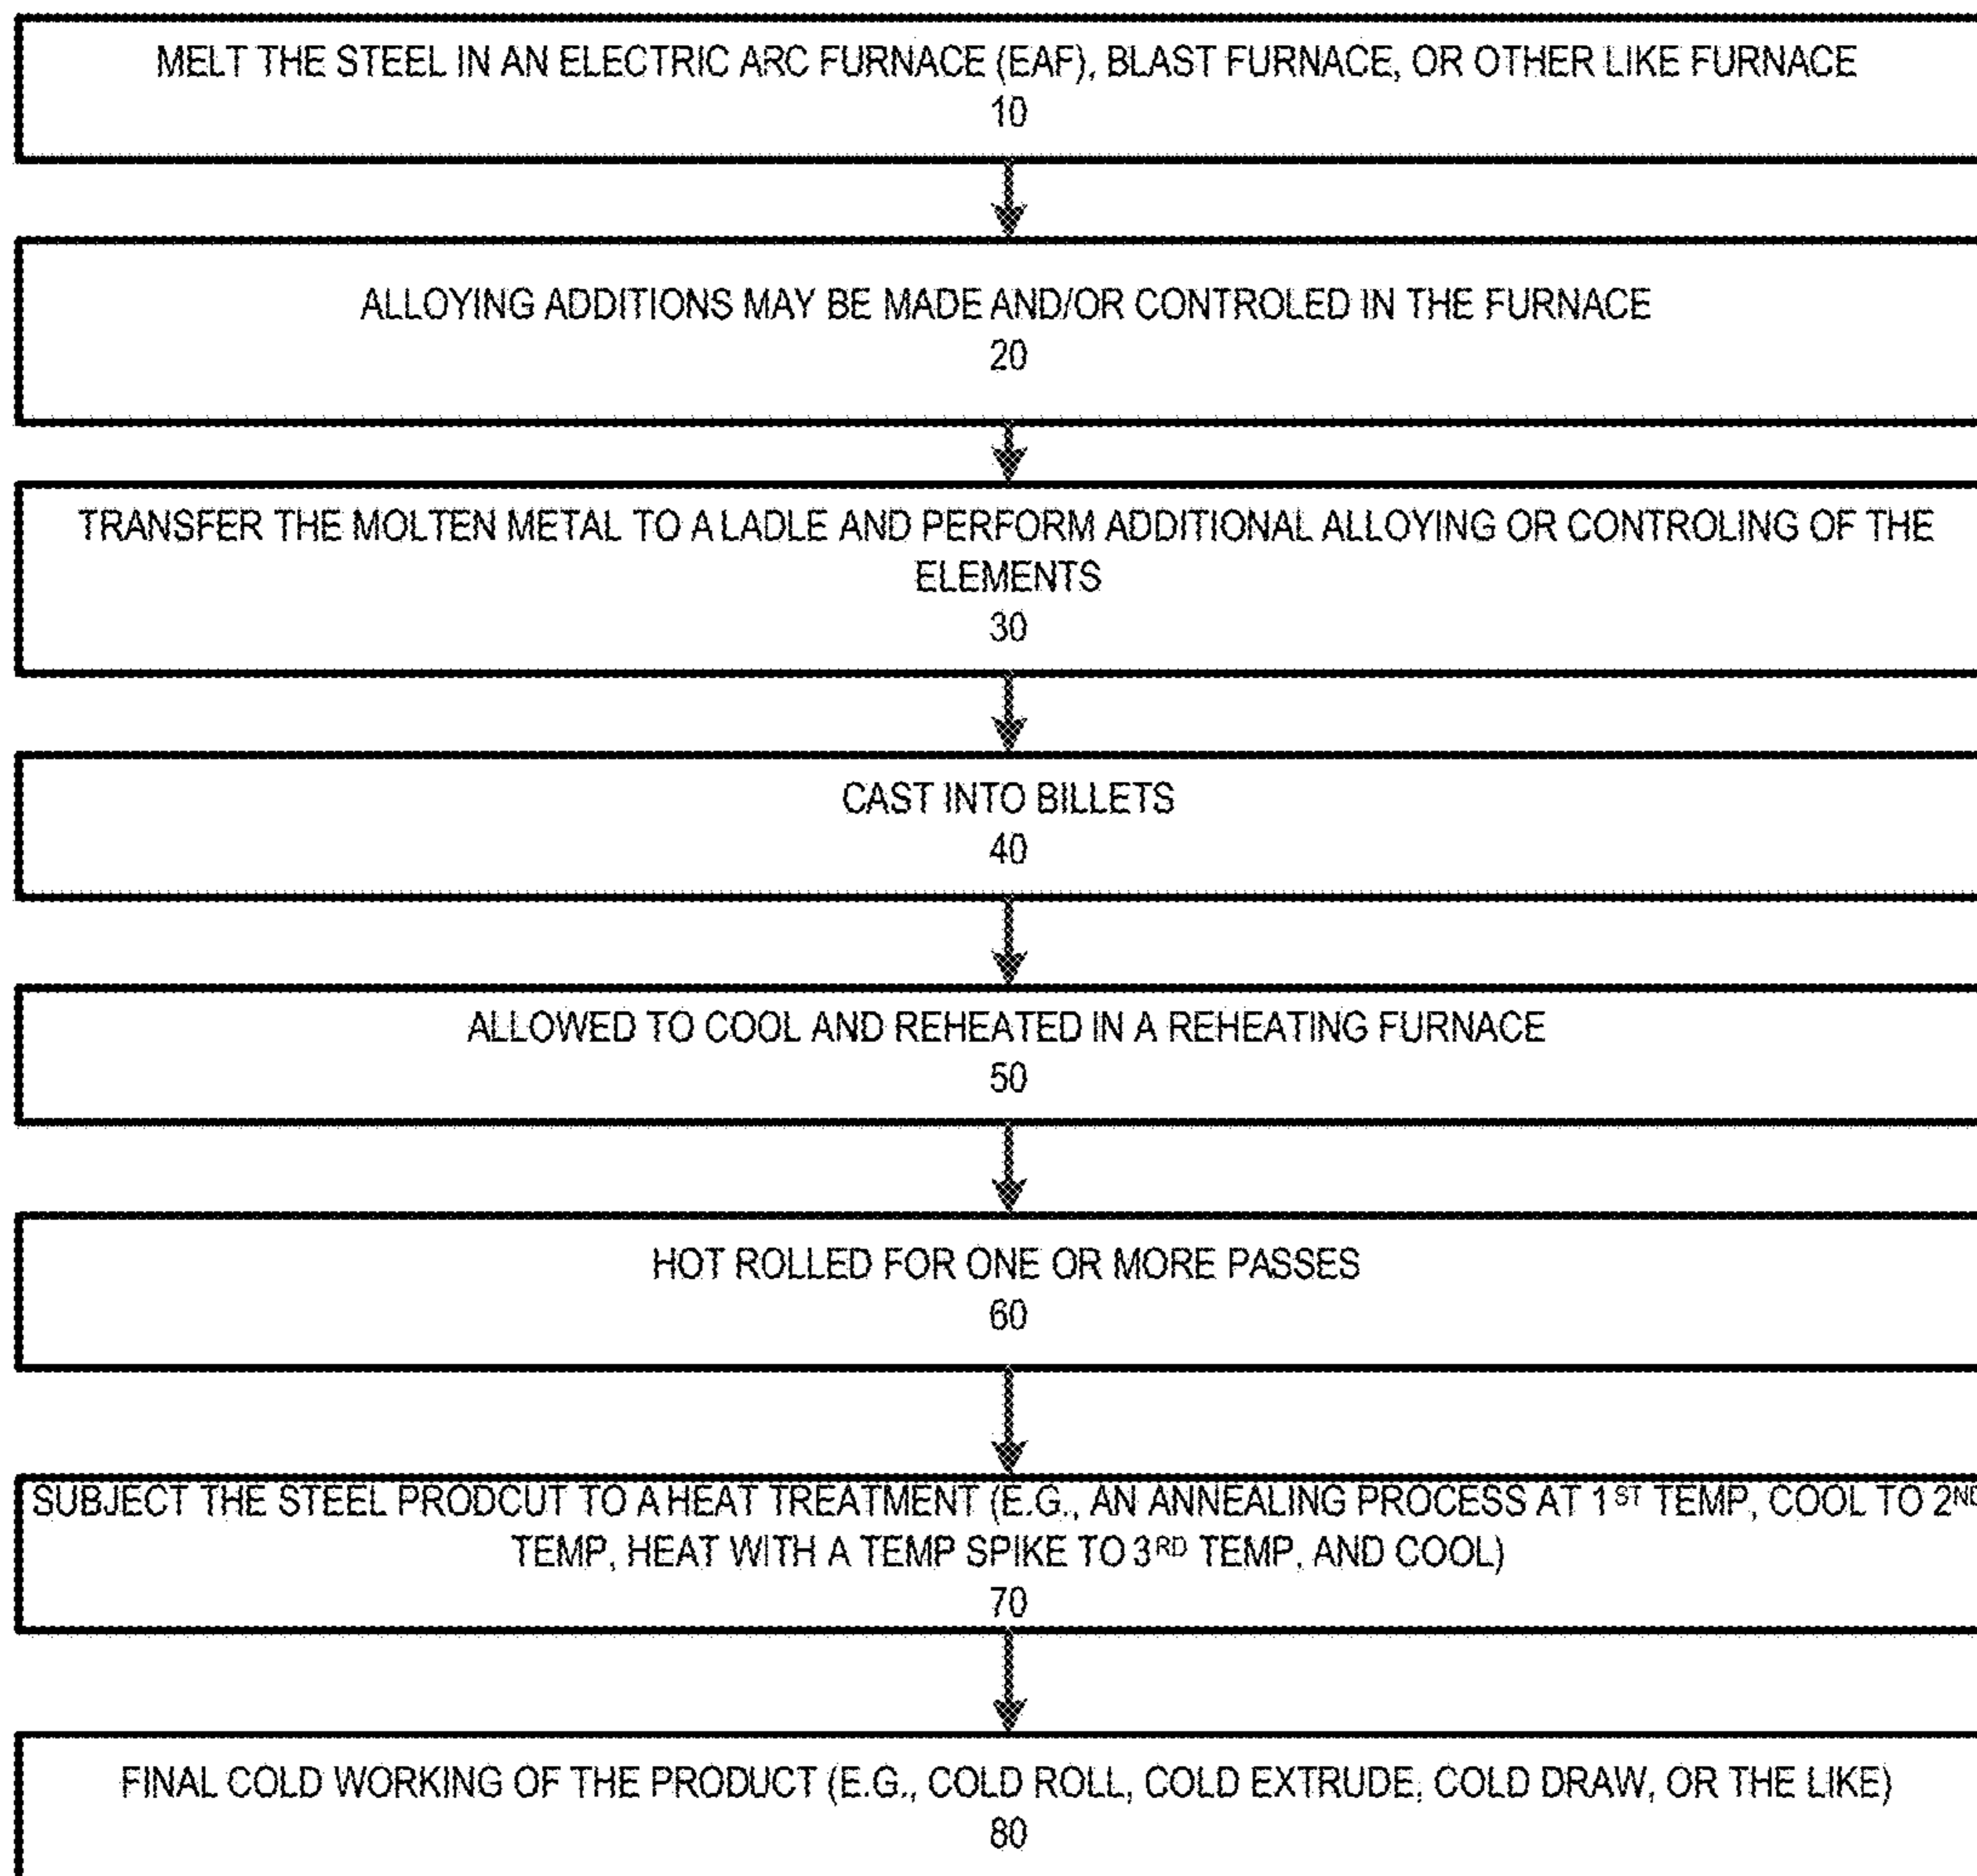 MELT THE STEEL IN AN ELECTRIC ARC FURNACE (EAF), BLAST FURNACE, OR OTHER LIKE FURNACE
10
ALLOYING ADDITIONS MAY BE MADE AND/OR CONTROLED IN THE FURNACE
20
TRANSFER THE MOLTEN METAL TO A LADLE AND PERFORM ADDITIONAL ALLOYING OR CONTROLING OF THE
ELEMENTS
30
CAST INTO BILLETS
40
ALLOWED TO COOL AND REHEATED IN A REHEATING FURNACE
50
HOT ROLLED FOR ONE OR MORE PASSES
60
SUBJECT THE STEEL PRODCUT TO A HEAT TREATMENT (E.G., AN ANNEALING PROCESS AT 1ST TEMP, COOL TO 2ND
TEMP, HEAT WITH A TEMP SPIKE TO 3RD TEMP, AND COOL)
70
FINAL COLD WORKING OF THE PRODUCT (E.G., COLD ROLL, COLD EXTRUDE, COLD DRAW, OR THE LIKE)
80